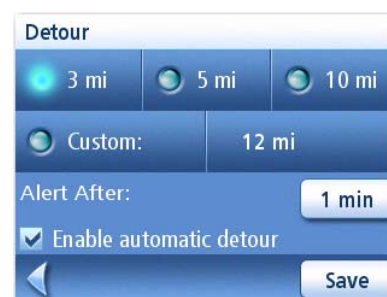 Detour
3 mi 5 mi 10 mi
Custom: 12 mi
Alert After: 1 min
Enable automatic detour
Save